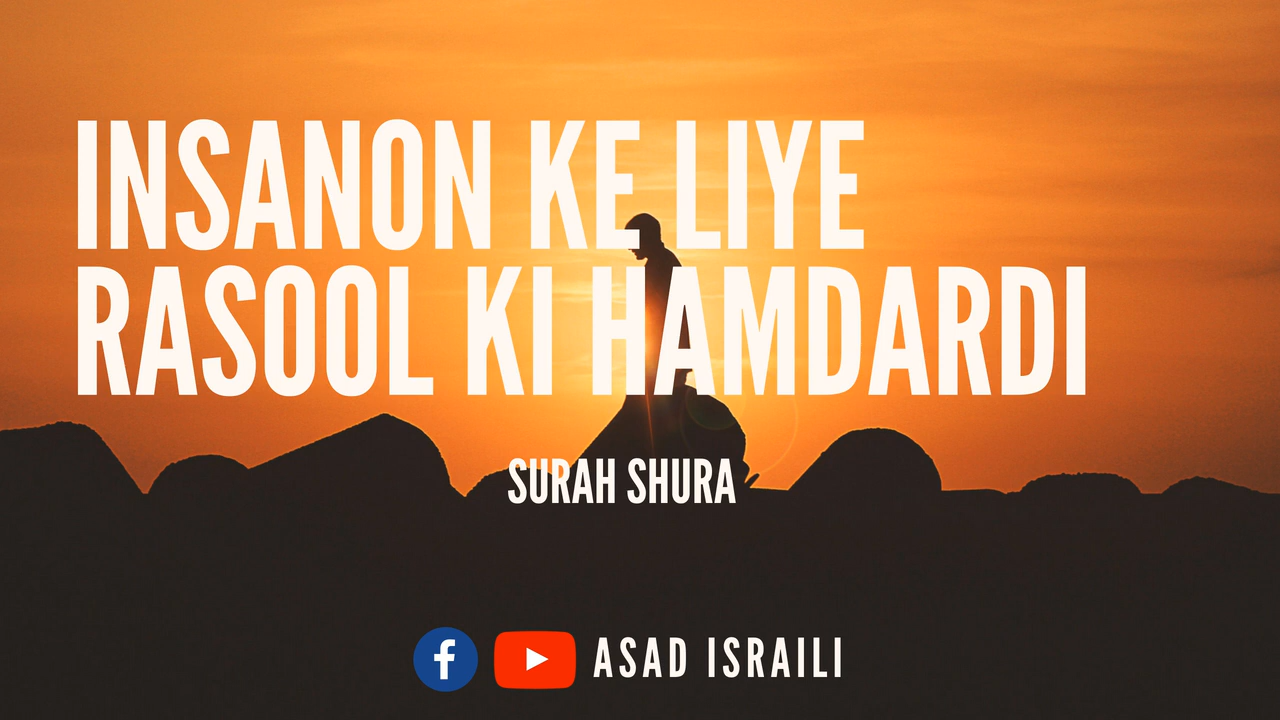 INSANON KE LIYE
RASOOL KI HAMDARDI
SURAH SHURA
ASAD ISRAILI